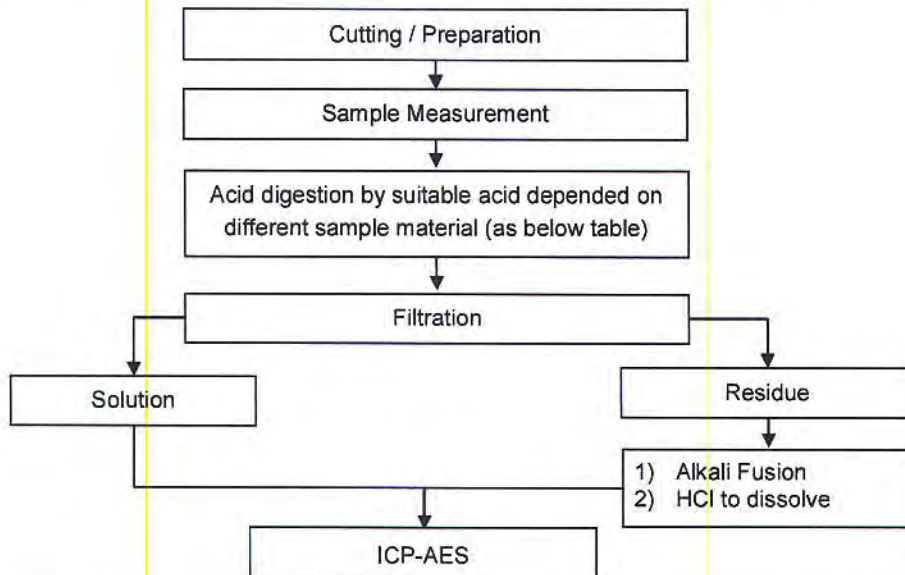 Cutting / Preparation
Sample Measurement
Acid digestion by suitable acid depended on
different sample material (as below table)
Filtration
Solution
Residue
1) Alkali Fusion
2) HCl to dissolve
ICP-AES